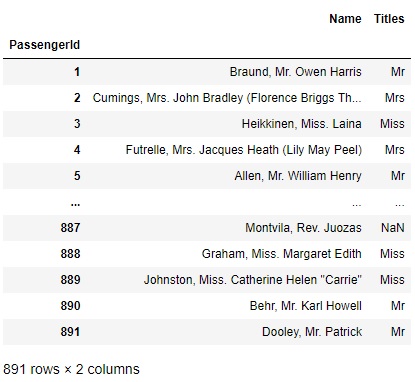 Name Titles
PassengerId
1 Braund, Mr. Owen Harris Mr
2 Cumings, Mrs. John Bradley (Florence Briggs Th... Mrs
3 Heikkinen, Miss. Laina Miss
4 Futrelle, Mrs. Jacques Heath (Lily May Peel) Mrs
5 Allen, Mr. William Henry Mr
... ... ...
887 Montvila, Rev. Juozas NaN
888 Graham, Miss. Margaret Edith Miss
889 Johnston, Miss. Catherine Helen "Carrie" Miss
890 Behr, Mr. Karl Howell Mr
891 Dooley, Mr. Patrick Mr
891 rows × 2 columns